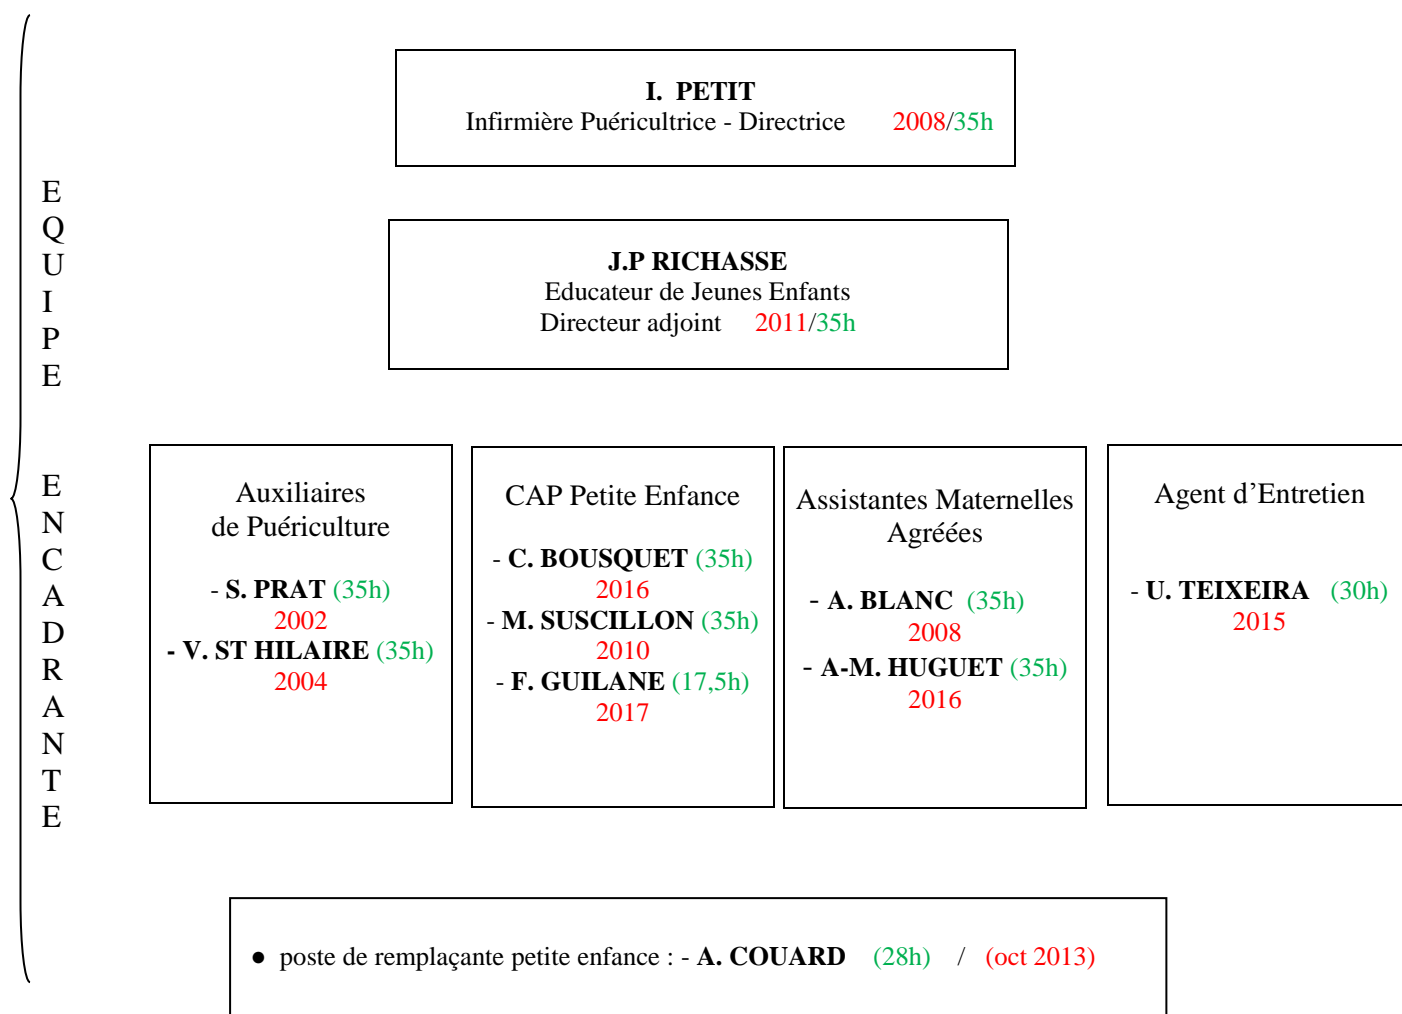 I. PETIT
Infirmière Puéricultrice - Directrice 2008/35h
J.P RICHASSE
Educateur de Jeunes Enfants
Directeur adjoint 2011/35h
E
Q
U
I
P
E
E
N
C
A
D
R
A
N
T
E
Auxiliaires
de Puériculture
- S. PRAT (35h)
2002
- V. ST HILAIRE (35h)
2004
CAP Petite Enfance
- C. BOUSQUET (35h)
2016
- M. SUSCILLON (35h)
2010
- F. GUILANE (17,5h)
2017
Assistantes Maternelles
Agréées
- A. BLANC (35h)
2008
- A-M. HUGUET (35h)
2016
Agent d’Entretien
- U. TEIXEIRA (30h)
2015
● poste de remplaçante petite enfance : - A. COUARD (28h) / (oct 2013)